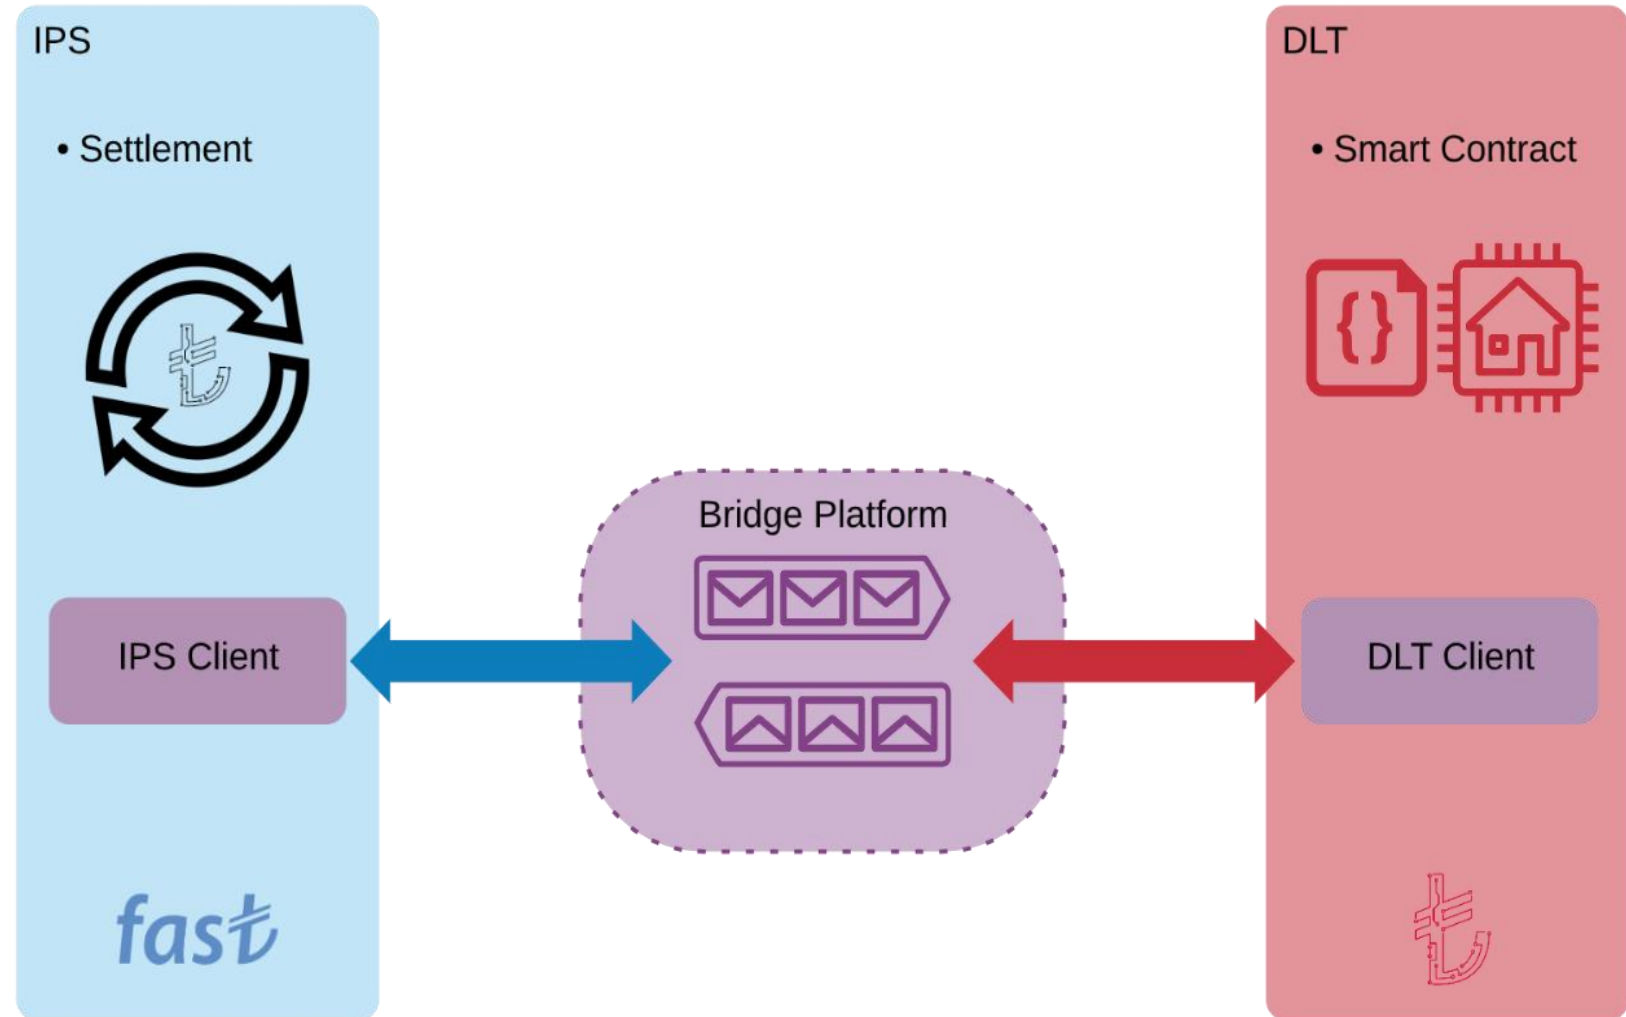 IPS
• Settlement
IPS Client
fast
Bridge Platform
DLT
• Smart Contract
{}
DLT Client